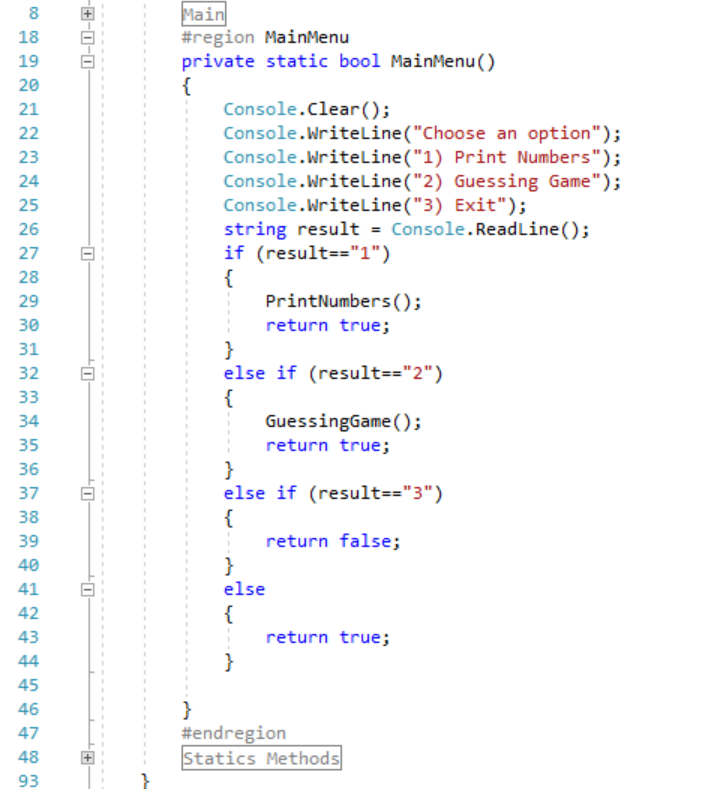 8 Main
18 #region MainMenu
19 private static bool MainMenu()
20 {
21 Console.Clear();
22 Console.WriteLine("Choose an option");
23 Console.WriteLine("1) Print Numbers");
24 Console.WriteLine("2) Guessing Game");
25 Console.WriteLine("3) Exit");
26 string result = Console.ReadLine();
27 if (result=="1")
28 {
29 PrintNumbers();
30 return true;
31 }
32 else if (result=="2")
33 {
34 GuessingGame();
35 return true;
36 }
37 else if (result=="3")
38 {
39 return false;
40 }
41 else
42 {
43 return true;
44 }
45
46 }
47 #endregion
48 Statics Methods
93 }